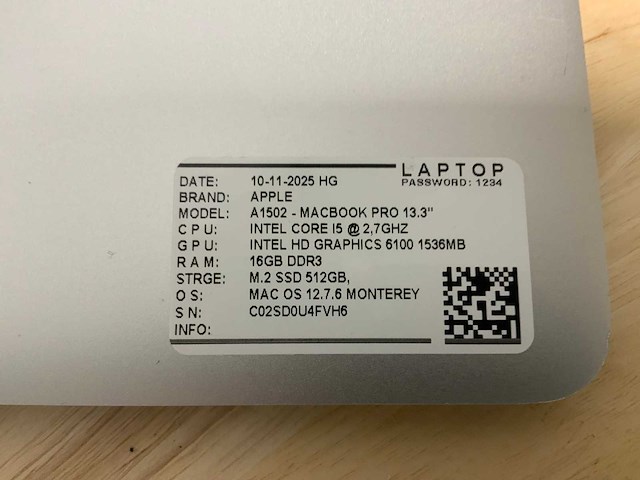 LAPTOP
PASSWORD: 1234
DATE: 10-11-2025 HG
BRAND: APPLE
MODEL: A1502 - MACBOOK PRO 13.3"
CPU: INTEL CORE I5 @ 2,7GHZ
GPU: INTEL HD GRAPHICS 6100 1536MB
RAM: 16GB DDR3
STRGE: M.2 SSD 512GB,
OS: MAC OS 12.7.6 MONTEREY
SN: C02SD0U4FVH6
INFO: